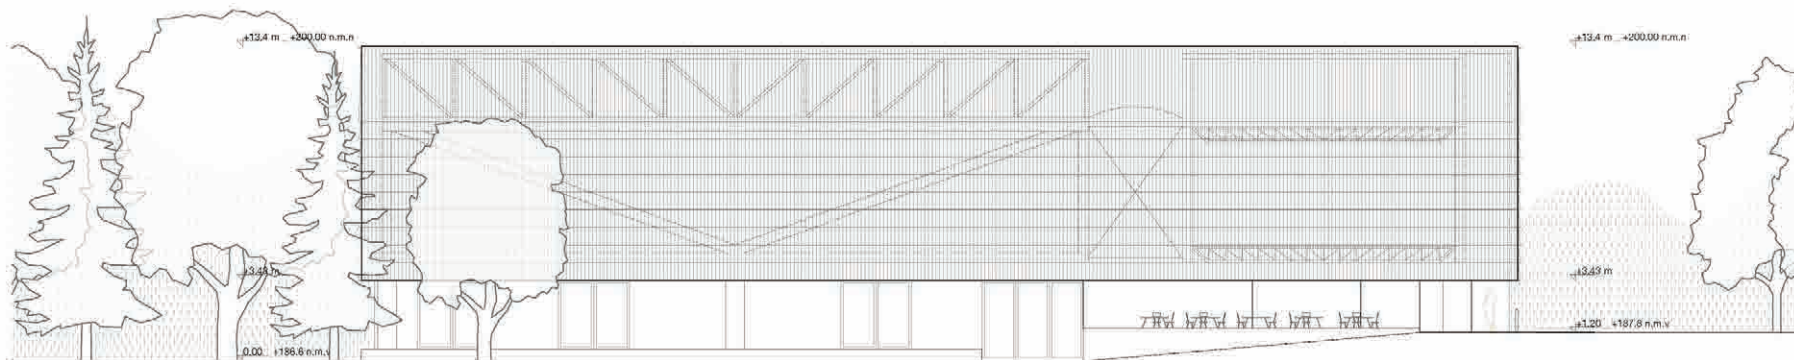 +13.4 m +200.00 n.m.n
+13.4 m +200.00 n.m.n
+3.43 m
+3.43 m
+1.20 +187.8 n.m.v
0.00 +186.6 n.m.v